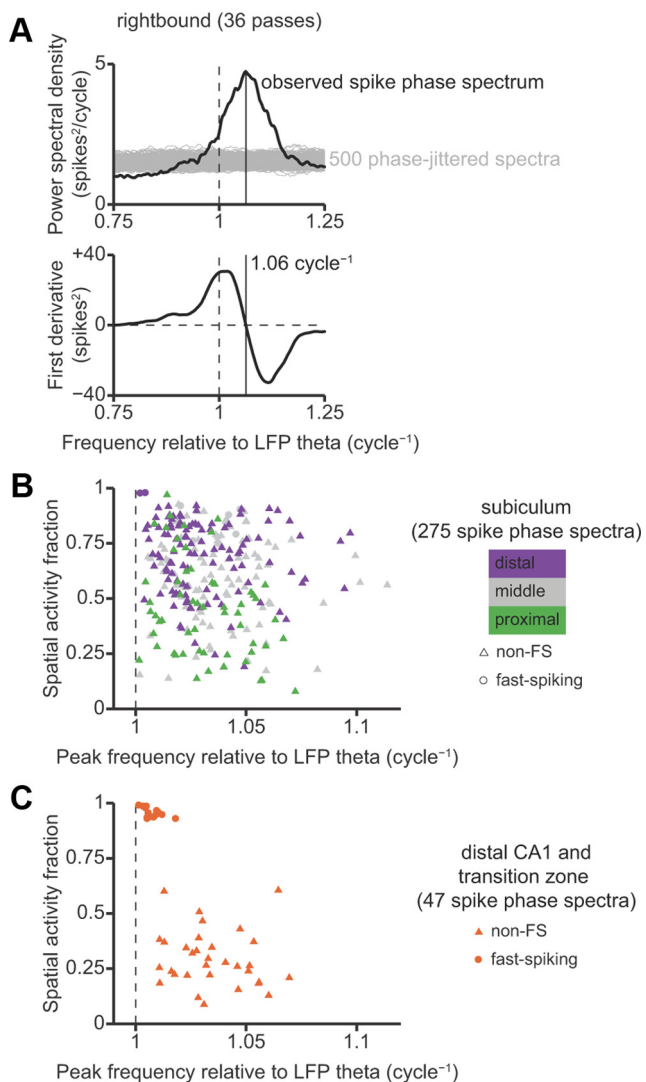 A
rightbound (36 passes)
Power spectral density
(spikes²/cycle)
5
0
0.75
1
1.25
observed spike phase spectrum
500 phase-jittered spectra
First derivative
(spikes²)
+40
0
−40
0.75
1
1.25
1.06 cycle⁻¹
Frequency relative to LFP theta (cycle⁻¹)
B
Spatial activity fraction
1
0.75
0.5
0.25
0
1
1.05
1.1
Peak frequency relative to LFP theta (cycle⁻¹)
subiculum
(275 spike phase spectra)
distal
middle
proximal
non-FS
fast-spiking
C
Spatial activity fraction
1
0.75
0.5
0.25
0
1
1.05
1.1
Peak frequency relative to LFP theta (cycle⁻¹)
distal CA1 and
transition zone
(47 spike phase spectra)
non-FS
fast-spiking